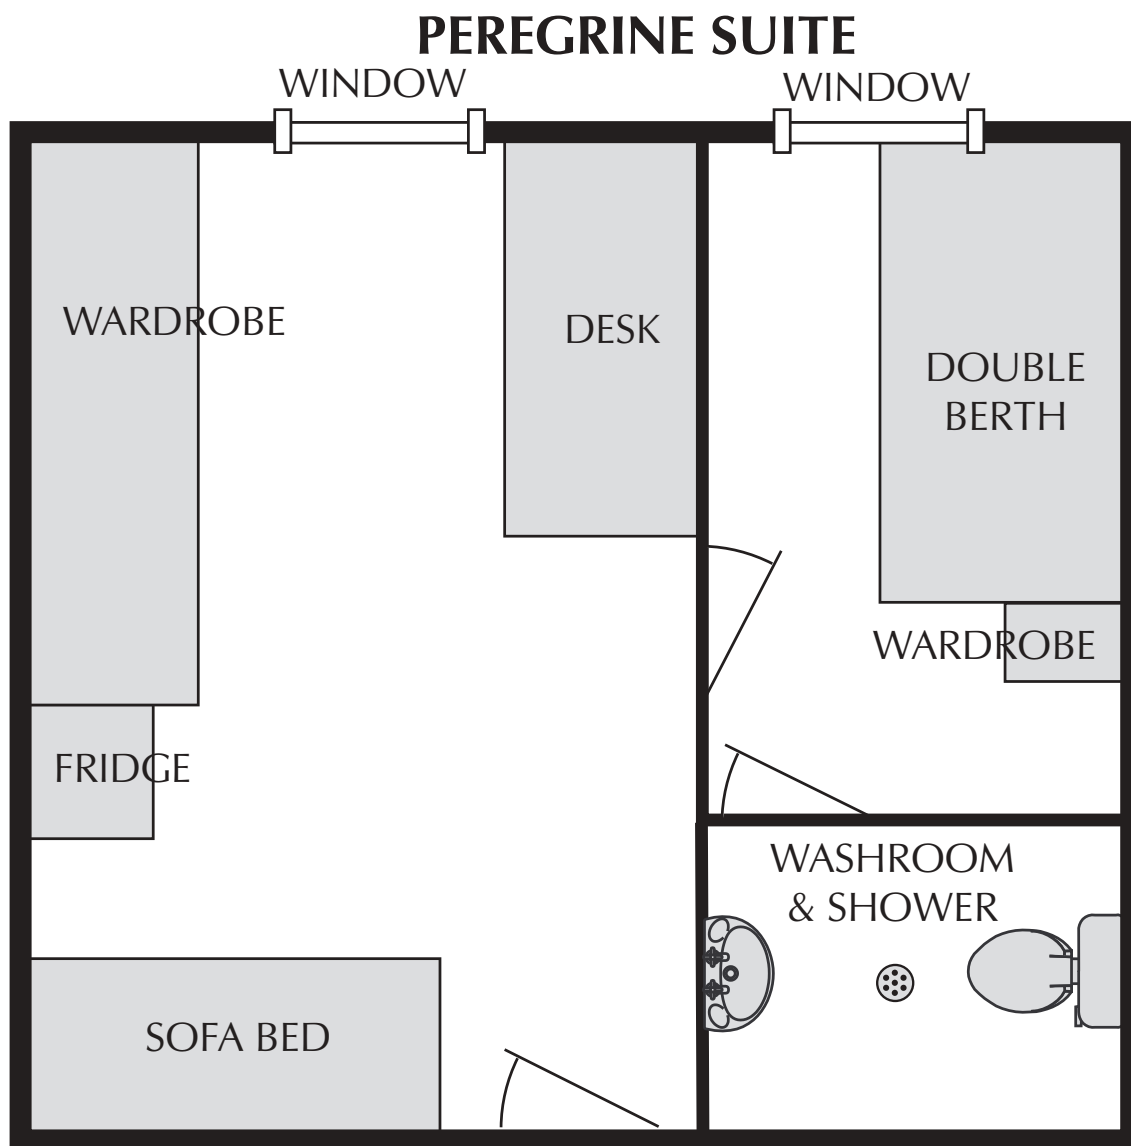 PEREGRINE SUITE
WINDOW
WINDOW
WARDROBE
DESK
DOUBLE
BERTH
WARDROBE
FRIDGE
WASHROOM
& SHOWER
SOFA BED